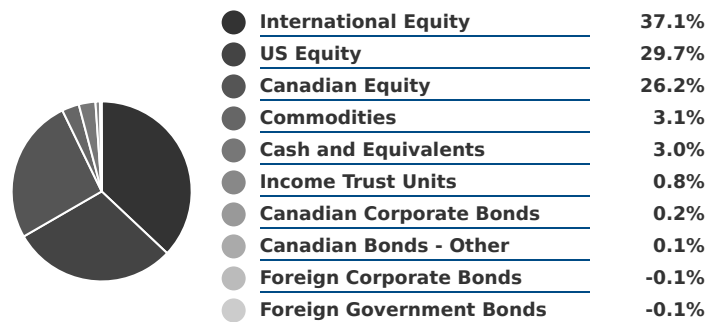 International Equity 37.1%
US Equity 29.7%
Canadian Equity 26.2%
Commodities 3.1%
Cash and Equivalents 3.0%
Income Trust Units 0.8%
Canadian Corporate Bonds 0.2%
Canadian Bonds - Other 0.1%
Foreign Corporate Bonds -0.1%
Foreign Government Bonds -0.1%